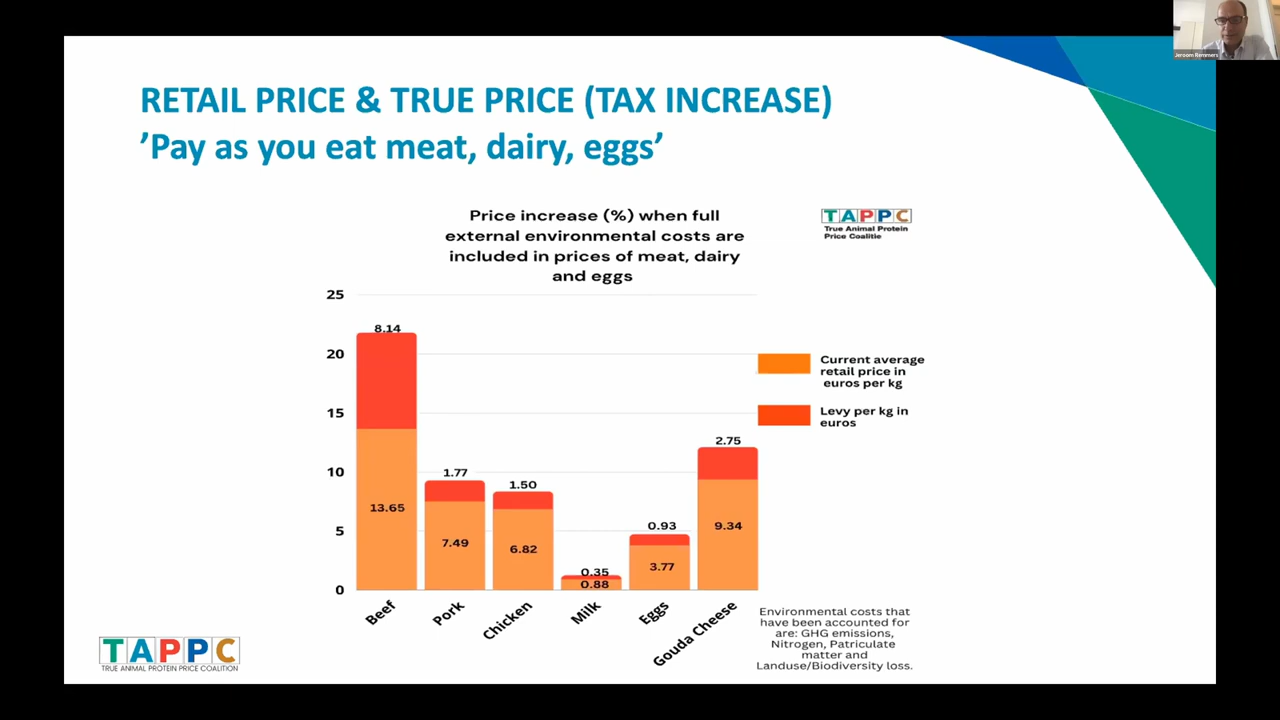 Jeroom Remmers
RETAIL PRICE & TRUE PRICE (TAX INCREASE)
’Pay as you eat meat, dairy, eggs’
Price increase (%) when full
external environmental costs are
included in prices of meat, dairy
and eggs
TAPPC
True Animal Protein
Price Coalitie
25
20
15
10
5
0
8.14
13.65
1.77
7.49
1.50
6.82
0.35
0.88
0.93
3.77
2.75
9.34
Beef
Pork
Chicken
Milk
Eggs
Gouda Cheese
Current average
retail price in
euros per kg
Levy per kg in
euros
Environmental costs that
have been accounted for
are: GHG emissions,
Nitrogen, Patriculate
matter and
Landuse/Biodiversity loss.
TAPPC
TRUE ANIMAL PROTEIN PRICE COALITION